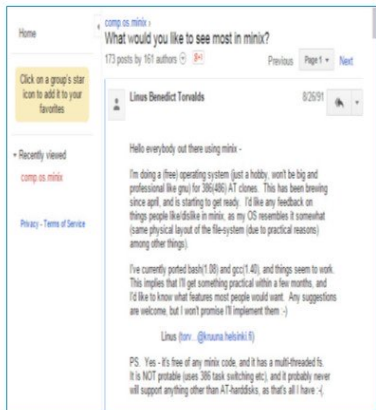 Home
Click on a group's star
icon to add it to your
favorites
Recently viewed
comp.os.minix
Privacy - Terms of Service
comp.os.minix ›
What would you like to see most in minix?
173 posts by 161 authors
Previous Page 1 Next
Linus Benedict Torvalds 8/26/91
Hello everybody out there using minix -
I'm doing a (free) operating system (just a hobby, won't be big and
professional like gnu) for 386(486) AT clones. This has been brewing
since april, and is starting to get ready. I'd like any feedback on
things people like/dislike in minix, as my OS resembles it somewhat
(same physical layout of the file-system (due to practical reasons)
among other things).
I've currently ported bash(1.08) and gcc(1.40), and things seem to work.
This implies that I'll get something practical within a few months, and
I'd like to know what features most people would want. Any suggestions
are welcome, but I won't promise I'll implement them :-)
Linus (torv...@kruuna.helsinki.fi)
PS. Yes - it's free of any minix code, and it has a multi-threaded fs.
It is NOT protable (uses 386 task switching etc), and it probably never
will support anything other than AT-harddisks, as that's all I have :-(.